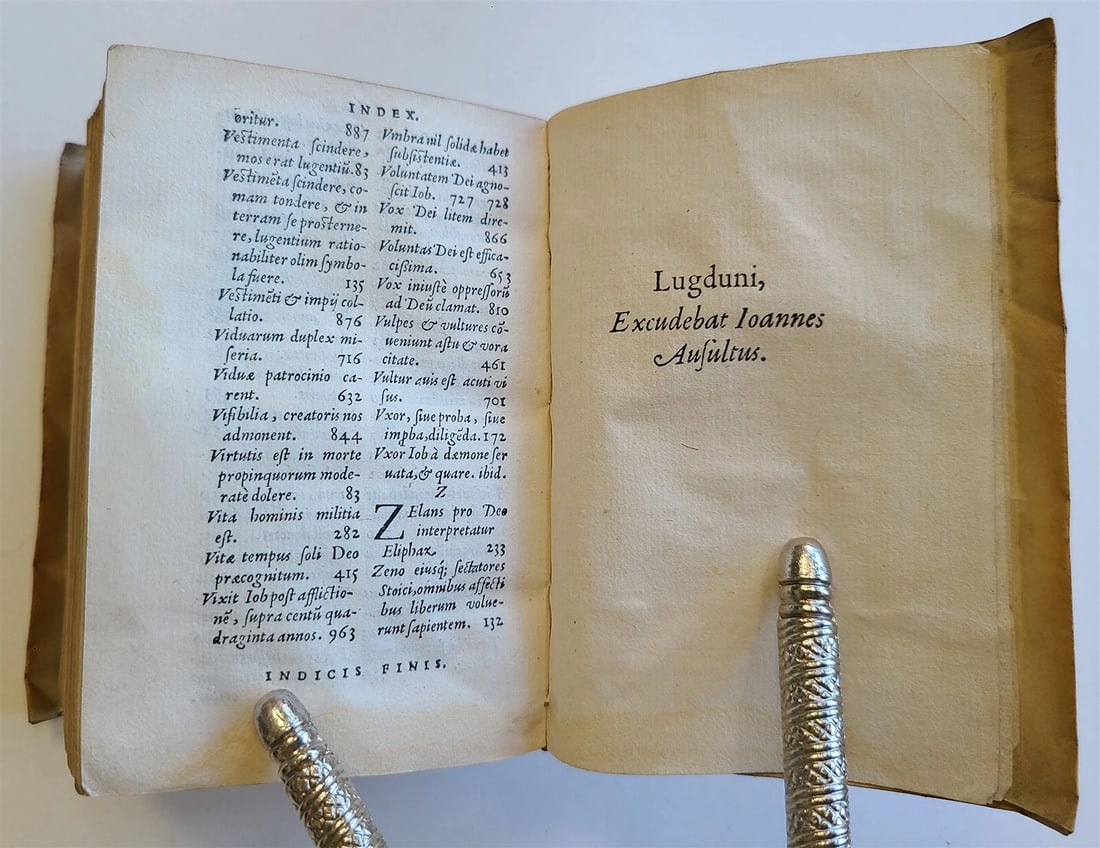 INDEX.
oritur. 887
Vestimenta scindere,
mos erat lugentiū. 83
Vestimēta scindere, co-
mam tondere, & in
terram se prosterne-
re, lugentium ratio-
nabiliter olim symbo-
la fuere. 135
Vestimēti & impij col-
latio. 876
Viduarum duplex mi-
seria. 716
Viduæ patrocinio ca-
rent. 632
Visibilia, creatoris nos
admonent. 844
Virtutis est in morte
propinquorum mode-
ratè dolere. 83
Vita hominis militia
est. 282
Vitæ tempus soli Deo
præcognitum. 415
Vixit Iob post afflictio-
nē, supra centū qua-
draginta annos. 963
Vmbra nil solidæ habet
subsistentiæ. 413
Voluntatem Dei agno-
scit Iob. 727 728
Vox Dei litem dire-
mit. 866
Voluntas Dei est effica-
cissima. 653
Vox iniustè oppressorū
ad Deū clamat. 810
Vulpes & vultures cō-
ueniunt astu & vora
citate. 461
Vultur auis est acuti vi
sus. 701
Vxor, siue proba, siue
impba, diligēda. 172
Vxor Iob à dæmone ser
uata, & quare. ibid.
Z
ZElans pro Deo
interpretatur
Eliphaz. 233
Zeno eiusq; sectatores
Stoici, omnibus affecti
bus liberum volue-
runt sapientem. 132
INDICIS FINIS.
Lugduni,
Excudebat Ioannes
Ausultus.